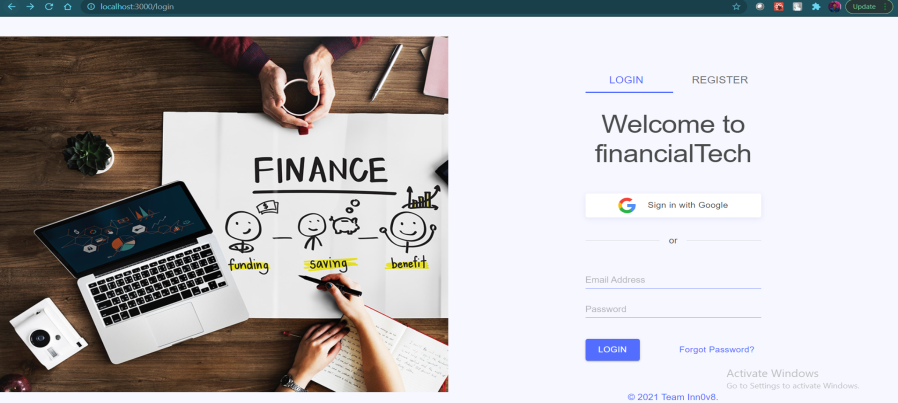 localhost:3000/login
Update
FINANCE
funding
saving
benefit
LOGIN
REGISTER
Welcome to
financialTech
Sign in with Google
or
Email Address
Password
LOGIN
Forgot Password?
Activate Windows
Go to Settings to activate Windows.
© 2021 Team Inn0v8.